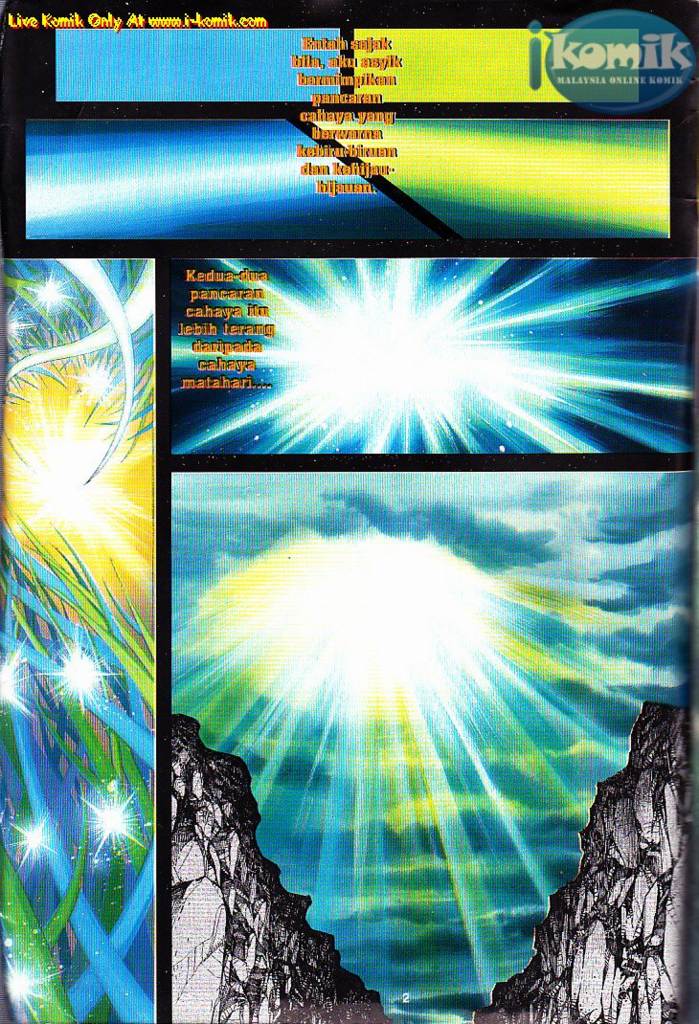 Live Komik Only At www.i-komik.com
ikomik
MALAYSIA ONLINE KOMIK
Entah sejak
bila, aku asyik
bermimpikan
pancaran
cahaya yang
berwarna
kebiru-biruan
dan kehijau-
hijauan.
Kedua-dua
pancaran
cahaya itu
lebih terang
daripada
cahaya
matahari....
2